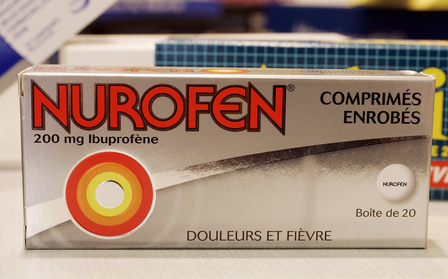 NUROFEN®
200 mg Ibuprofène
COMPRIMÉS
ENROBÉS
NUROFEN
Boîte de 20
DOULEURS ET FIÈVRE